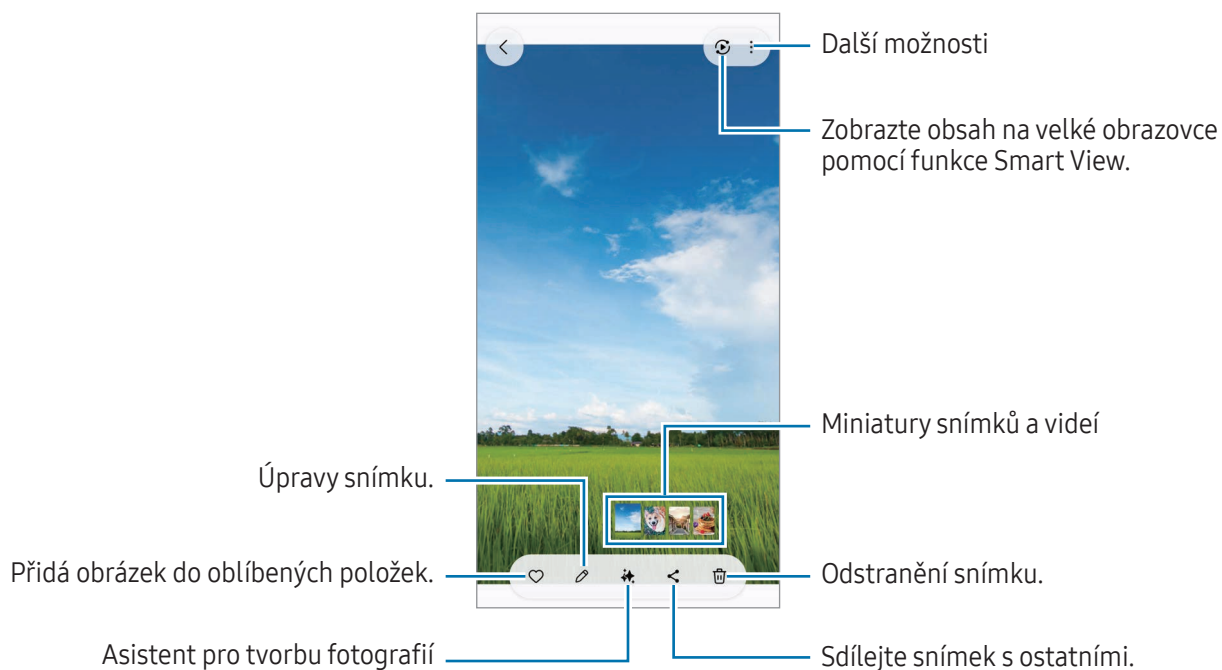 Další možnosti
Zobrazte obsah na velké obrazovce
pomocí funkce Smart View.
Miniatury snímků a videí
Úpravy snímku.
Přidá obrázek do oblíbených položek.
Odstranění snímku.
Asistent pro tvorbu fotografií
Sdílejte snímek s ostatními.